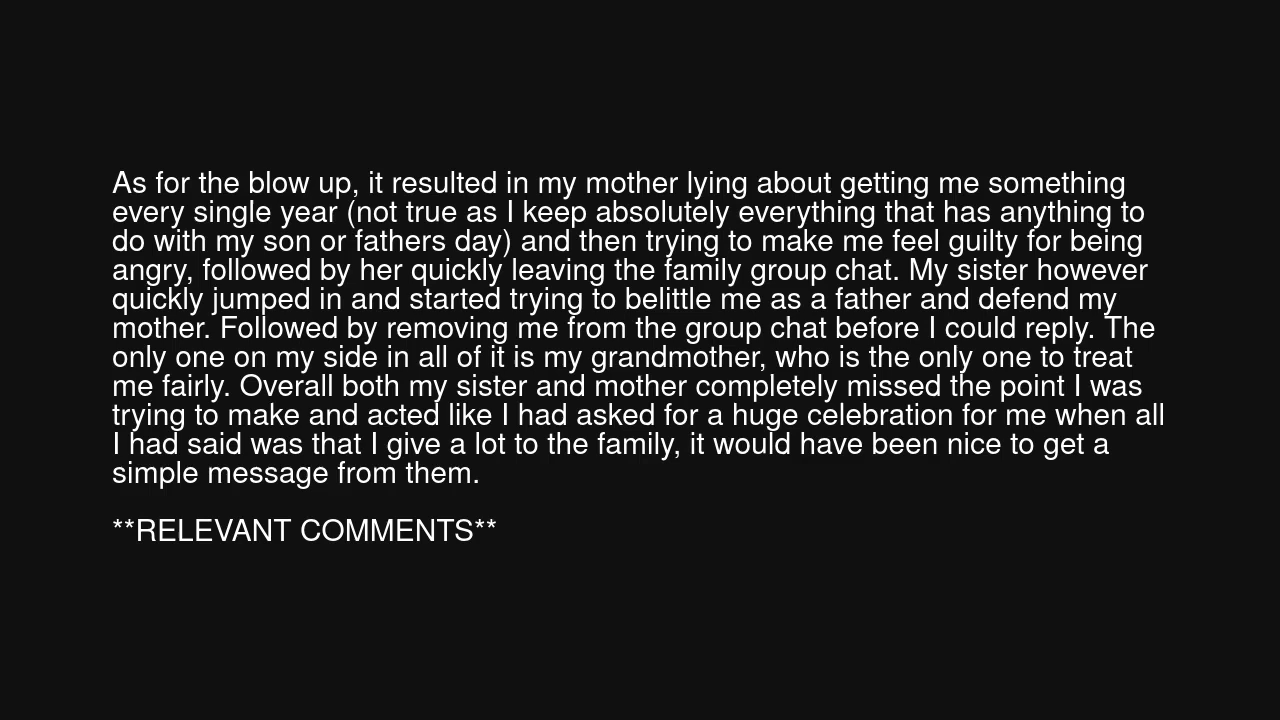 As for the blow up, it resulted in my mother lying about getting me something
every single year (not true as I keep absolutely everything that has anything to
do with my son or fathers day) and then trying to make me feel guilty for being
angry, followed by her quickly leaving the family group chat. My sister however
quickly jumped in and started trying to belittle me as a father and defend my
mother. Followed by removing me from the group chat before I could reply. The
only one on my side in all of it is my grandmother, who is the only one to treat
me fairly. Overall both my sister and mother completely missed the point I was
trying to make and acted like I had asked for a huge celebration for me when all
I had said was that I give a lot to the family, it would have been nice to get a
simple message from them.
**RELEVANT COMMENTS**